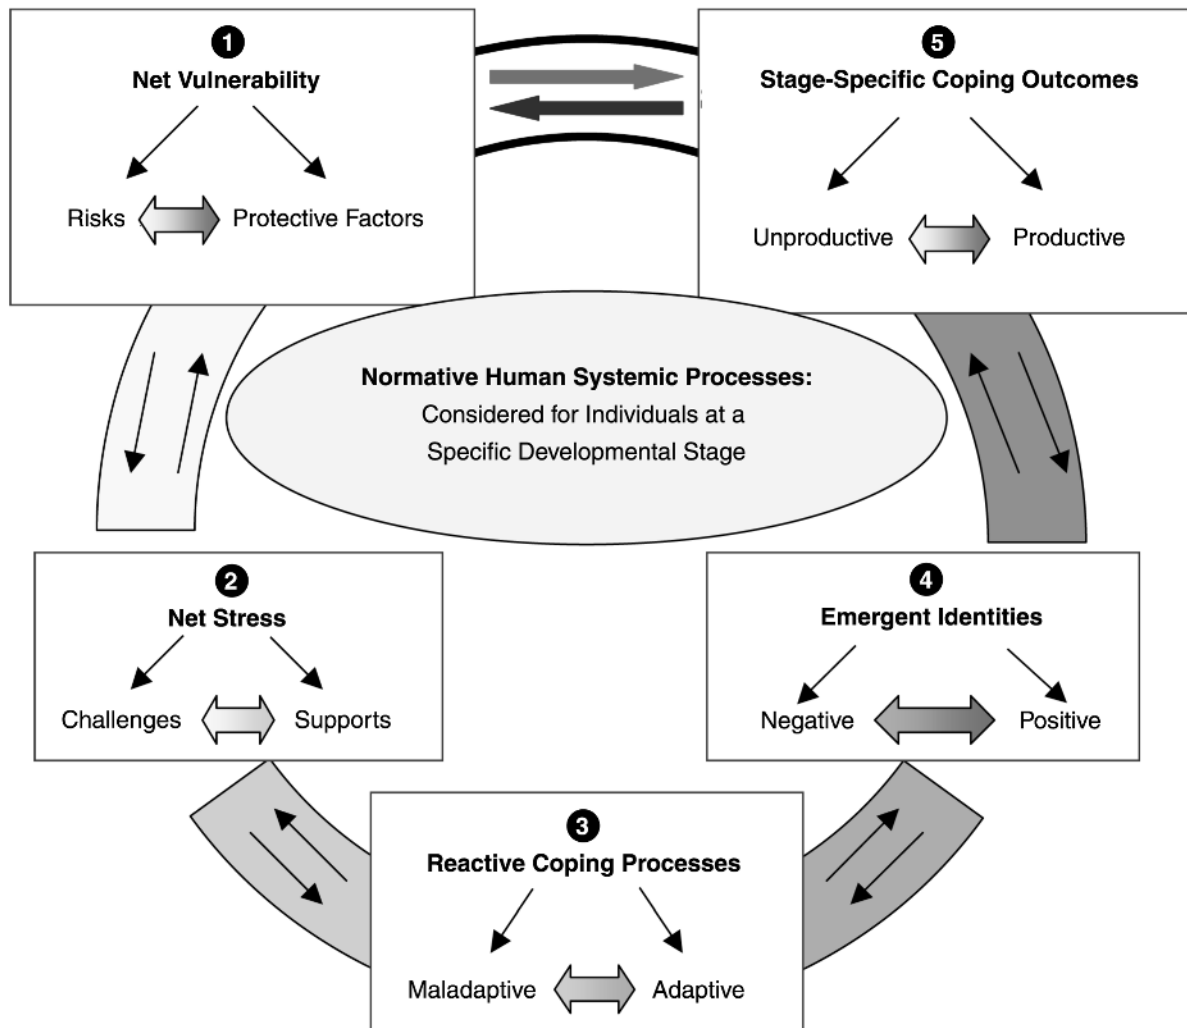 1
Net Vulnerability
Risks
Protective Factors
5
Stage-Specific Coping Outcomes
Unproductive
Productive
Normative Human Systemic Processes:
Considered for Individuals at a
Specific Developmental Stage
2
Net Stress
Challenges
Supports
4
Emergent Identities
Negative
Positive
3
Reactive Coping Processes
Maladaptive
Adaptive